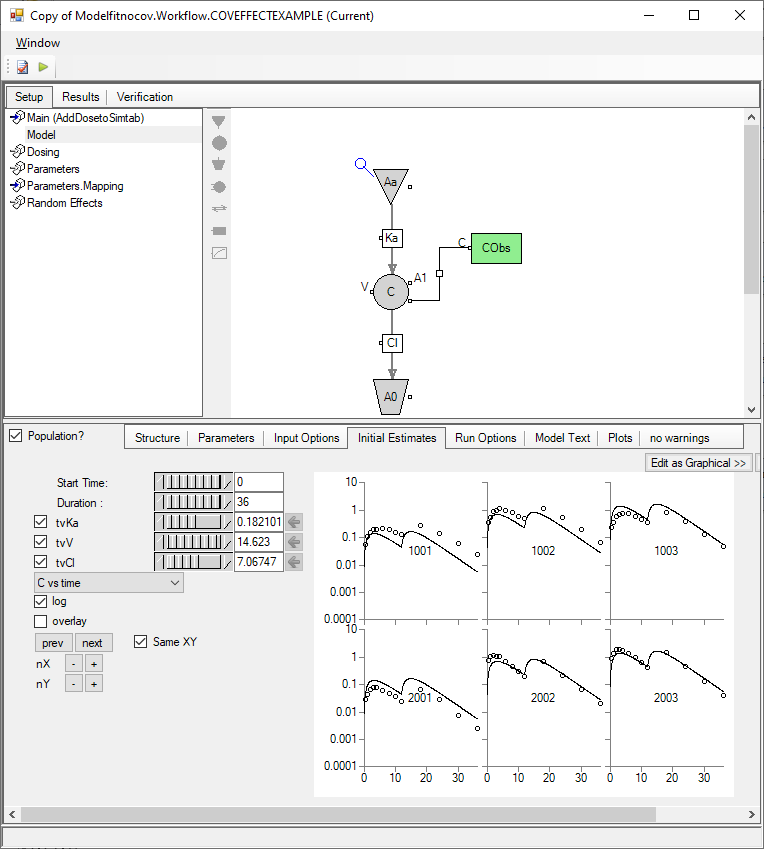 Copy of Modelfitnocov.Workflow.COVEFFECTEXAMPLE (Current)
Window
Setup Results Verification
Main (AddDosetoSimtab)
Model
Dosing
Parameters
Parameters.Mapping
Random Effects
Aa
Ka
C CObs
V C A1
Cl
A0
Population? Structure Parameters Input Options Initial Estimates Run Options Model Text Plots no warnings
Edit as Graphical >>
Start Time: 0
Duration : 36
tvKa 0.182101
tvV 14.623
tvCl 7.06747
C vs time
log
overlay
prev next Same XY
nX - +
nY - +
10
1
0.1
1001 1002 1003
0.01
0.001
0.0001
10
1
0.1
2001 2002 2003
0.01
0.001
0.0001
0 10 20 30 0 10 20 30 0 10 20 30